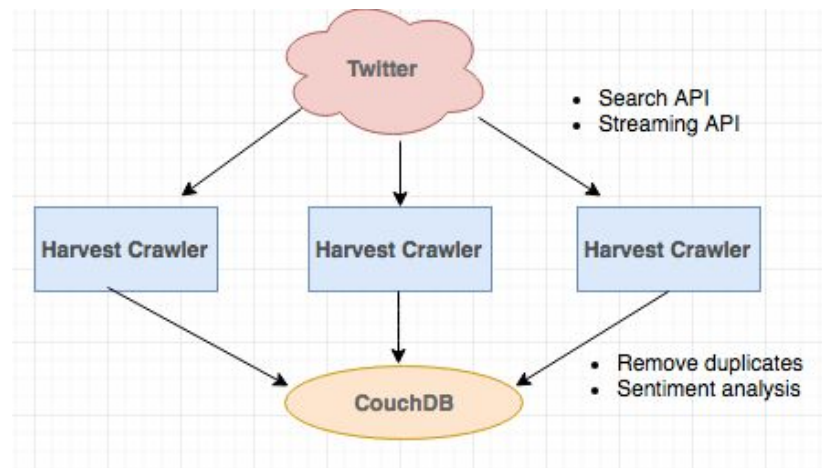 Twitter
• Search API
• Streaming API
Harvest Crawler
Harvest Crawler
Harvest Crawler
• Remove duplicates
• Sentiment analysis
CouchDB